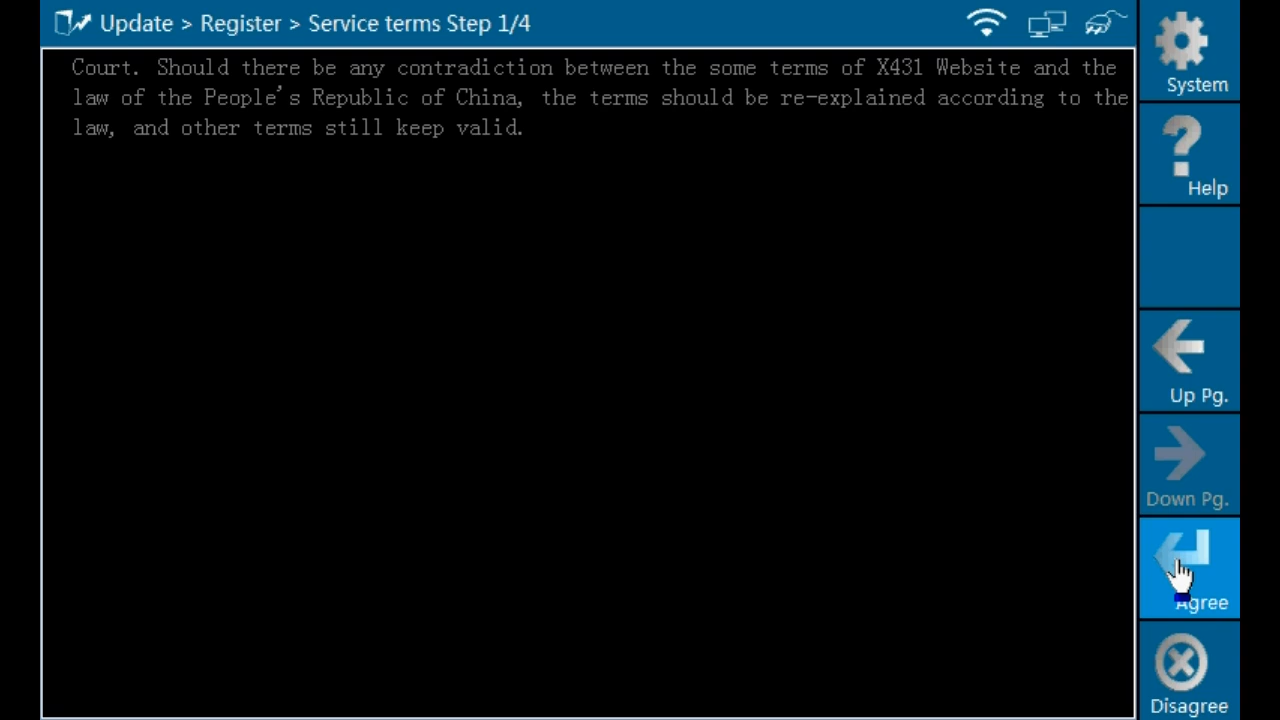 Update > Register > Service terms Step 1/4
Court. Should there be any contradiction between the some terms of X431 Website and the
law of the People's Republic of China, the terms should be re-explained according to the
law, and other terms still keep valid.
System
Help
Up Pg.
Down Pg.
Agree
Disagree